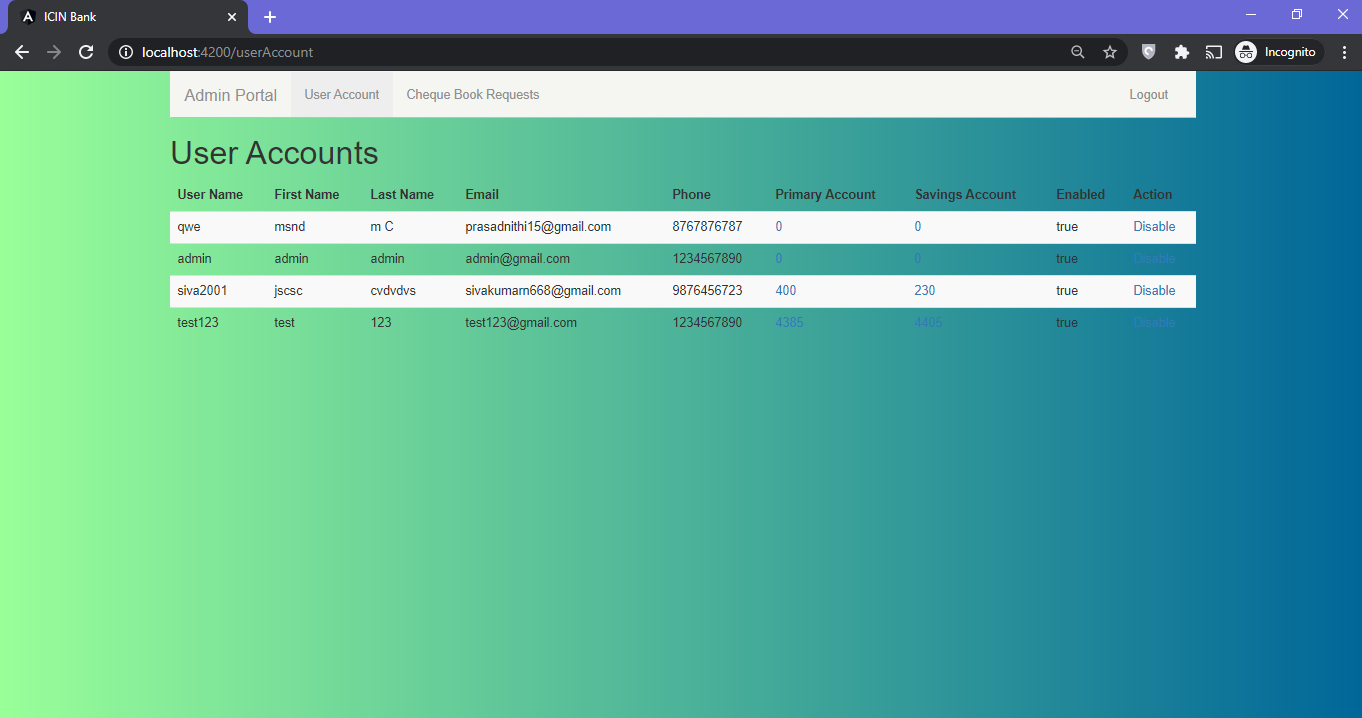 ICIN Bank
localhost:4200/userAccount
Incognito
Admin Portal User Account Cheque Book Requests Logout
User Accounts
User Name First Name Last Name Email Phone Primary Account Savings Account Enabled Action
qwe msnd m C prasadnithi15@gmail.com 8767876787 0 0 true Disable
admin admin admin admin@gmail.com 1234567890 0 0 true Disable
siva2001 jscsc cvdvdvs sivakumarn668@gmail.com 9876456723 400 230 true Disable
test123 test 123 test123@gmail.com 1234567890 4385 4405 true Disable